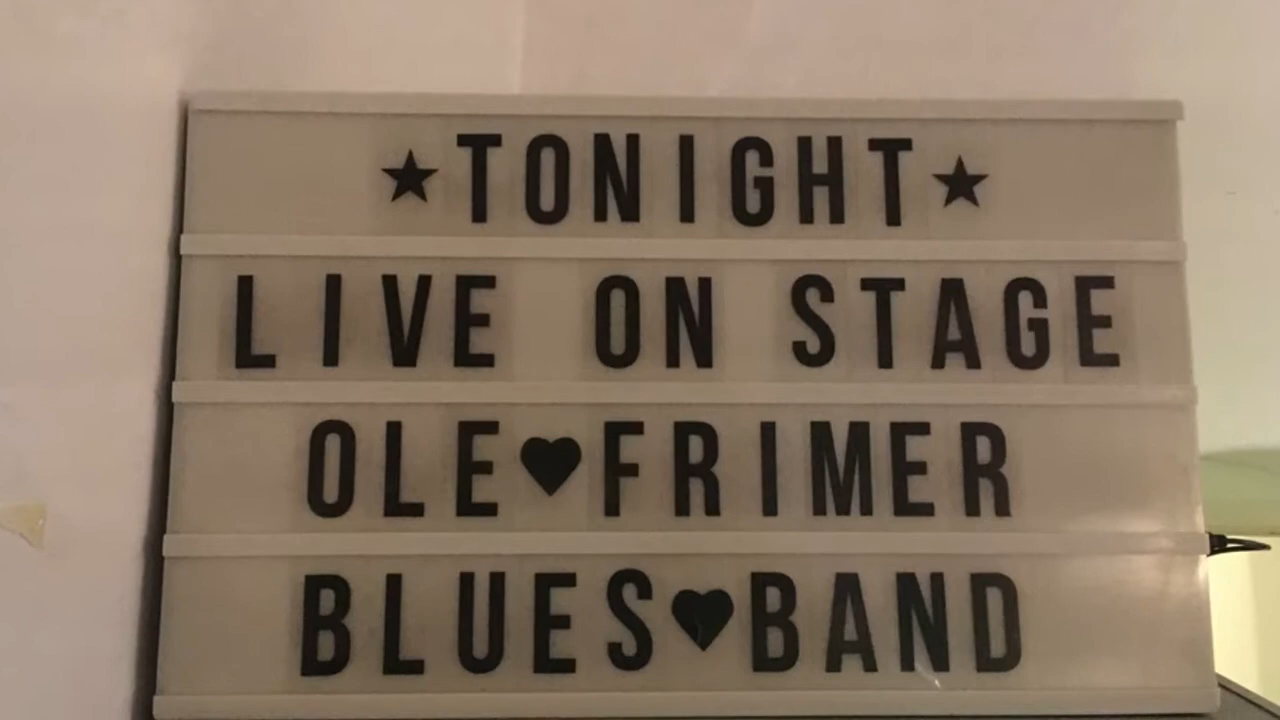 ★TONIGHT★
LIVE ON STAGE
OLE♥FRIMER
BLUES♥BAND